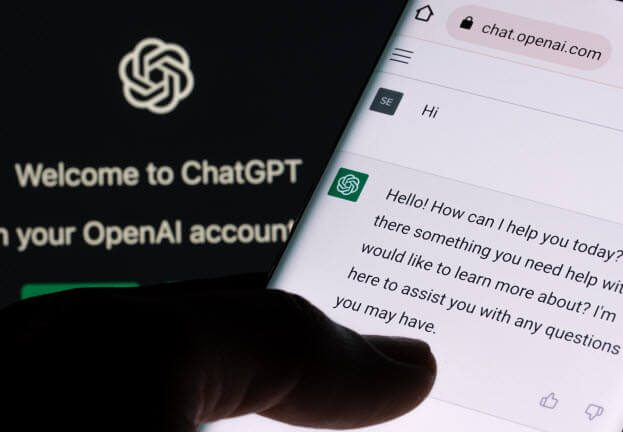 Welcome to ChatGPT
your OpenAI account
chat.openai.com
SE
Hi
Hello! How can I help you today?
there something you need help
would like to learn more about? I'm
here to assist you with any questions
you may have.